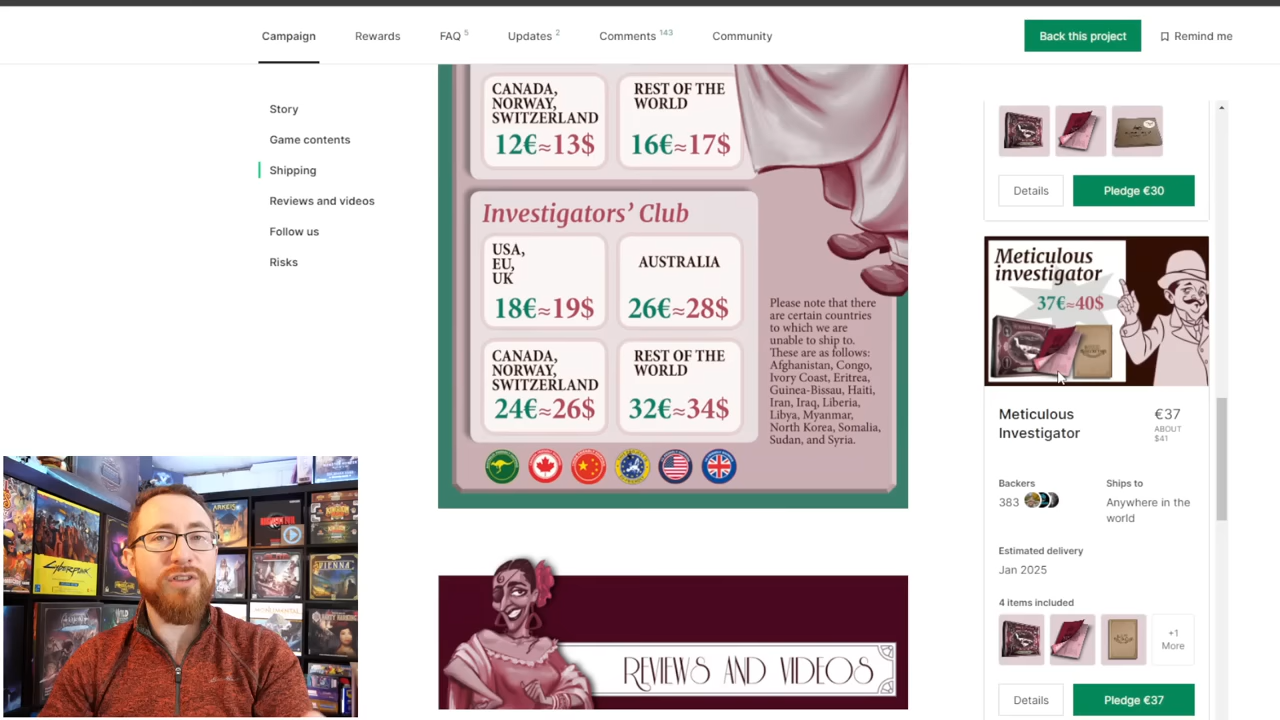 Campaign
Rewards
FAQ 5
Updates 2
Comments 143
Community
Back this project
Remind me
Story
Game contents
Shipping
Reviews and videos
Follow us
Risks
CANADA,
NORWAY,
SWITZERLAND
12€≈13$
REST OF THE
WORLD
16€≈17$
Investigators' Club
USA,
EU,
UK
18€≈19$
AUSTRALIA
26€≈28$
CANADA,
NORWAY,
SWITZERLAND
24€≈26$
REST OF THE
WORLD
32€≈34$
Please note that there
are certain countries
to which we are
unable to ship to.
These are as follows:
Afghanistan, Congo,
Ivory Coast, Eritrea,
Guinea-Bissau, Haiti,
Iran, Iraq, Liberia,
Libya, Myanmar,
North Korea, Somalia,
Sudan, and Syria.
REVIEWS AND VIDEOS
Details
Pledge €30
Meticulous
investigator
37€≈40$
Meticulous
Investigator
€37
ABOUT
$41
Backers
383
Ships to
Anywhere in the
world
Estimated delivery
Jan 2025
4 items included
+1
More
Details
Pledge €37
CYBERPUNK
VIENNA